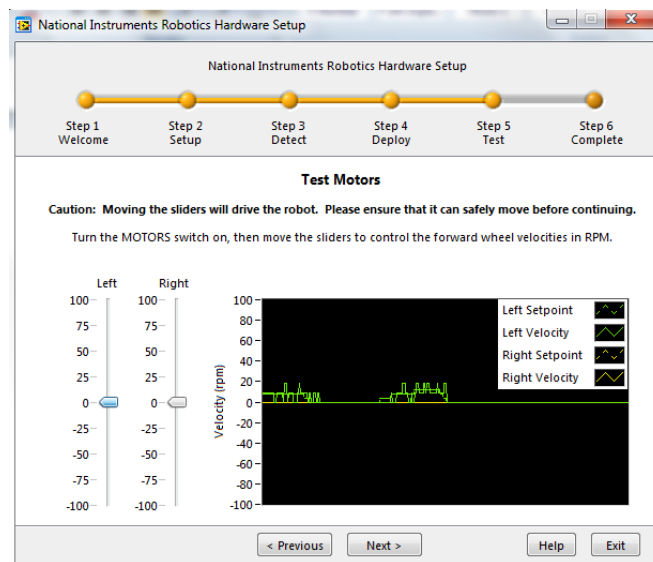 National Instruments Robotics Hardware Setup
National Instruments Robotics Hardware Setup
Step 1 Step 2 Step 3 Step 4 Step 5 Step 6
Welcome Setup Detect Deploy Test Complete
Test Motors
Caution: Moving the sliders will drive the robot. Please ensure that it can safely move before continuing.
Turn the MOTORS switch on, then move the sliders to control the forward wheel velocities in RPM.
Left
100
75
50
25
0
-25
-50
-75
-100
Right
100
75
50
25
0
-25
-50
-75
-100
Velocity (rpm)
100
80
60
40
20
0
-20
-40
-60
-80
-100
Left Setpoint
Left Velocity
Right Setpoint
Right Velocity
< Previous Next > Help Exit